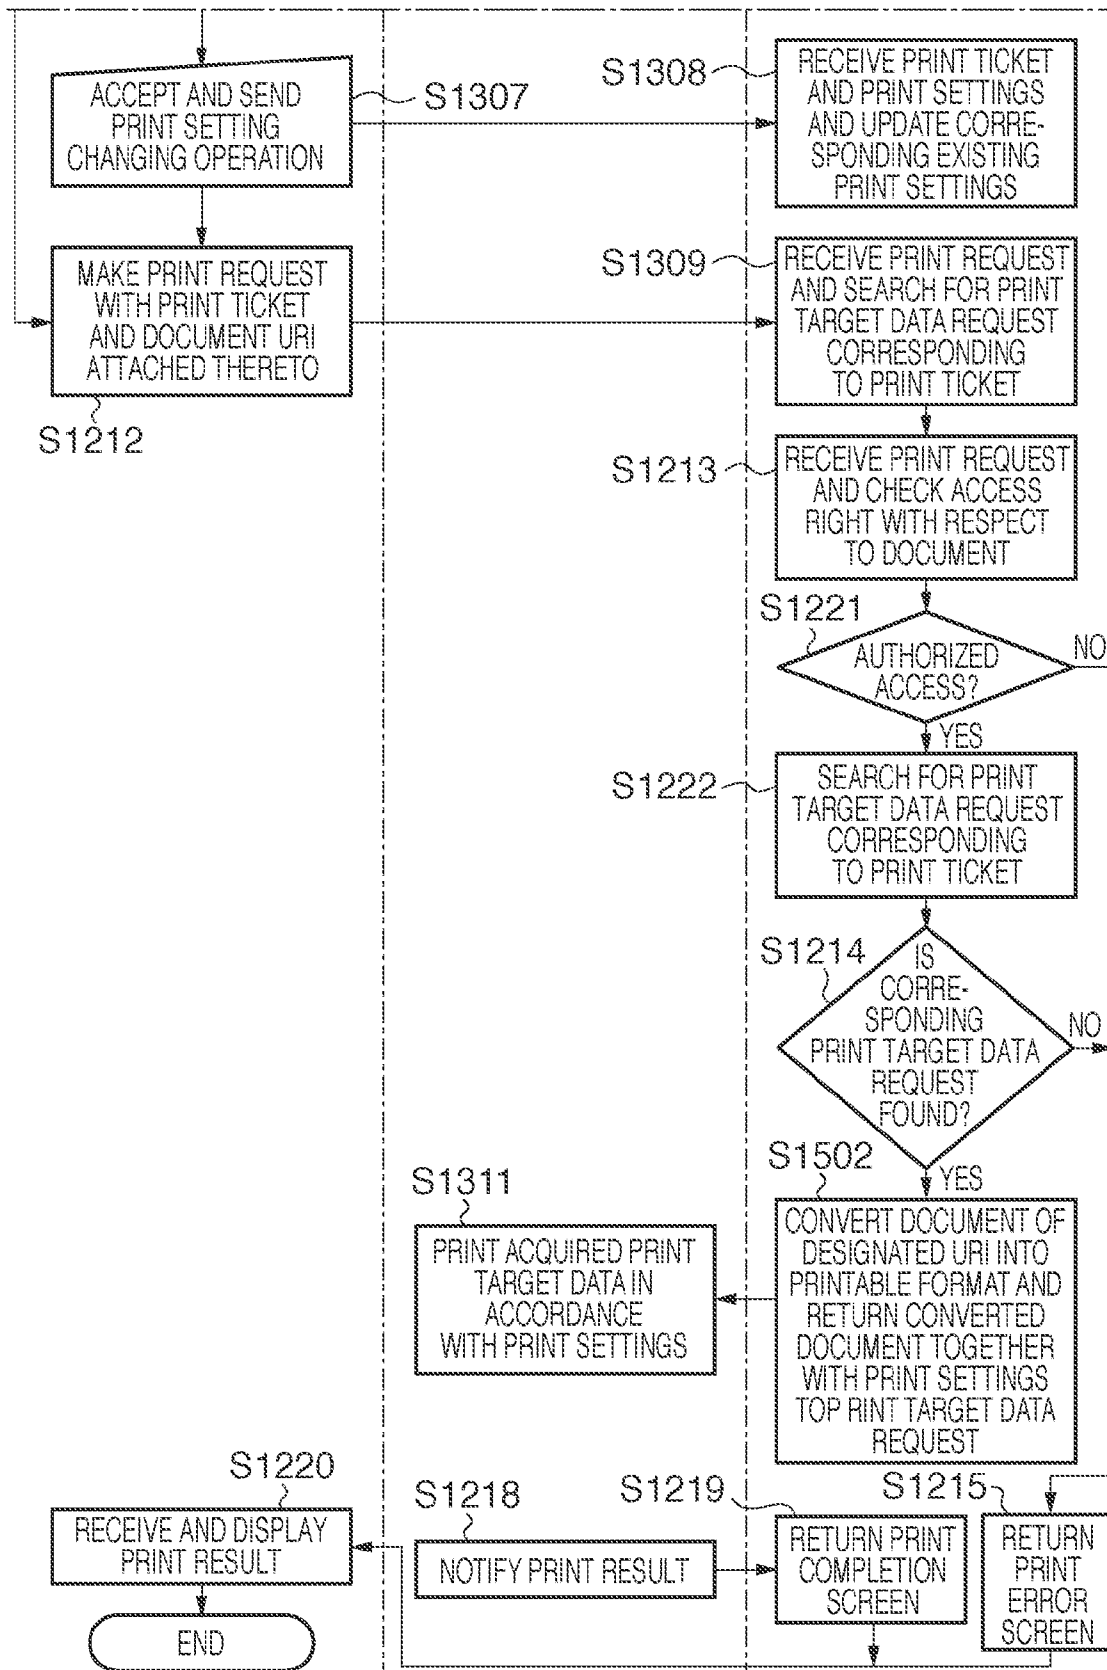 ACCEPT AND SEND
PRINT SETTING
CHANGING OPERATION
S1307
S1308
RECEIVE PRINT TICKET
AND PRINT SETTINGS
AND UPDATE CORRE-
SPONDING EXISTING
PRINT SETTINGS
MAKE PRINT REQUEST
WITH PRINT TICKET
AND DOCUMENT URI
ATTACHED THERETO
S1212
S1309
RECEIVE PRINT REQUEST
AND SEARCH FOR PRINT
TARGET DATA REQUEST
CORRESPONDING
TO PRINT TICKET
S1213
RECEIVE PRINT REQUEST
AND CHECK ACCESS
RIGHT WITH RESPECT
TO DOCUMENT
S1221
AUTHORIZED
ACCESS?
NO
YES
S1222
SEARCH FOR PRINT
TARGET DATA REQUEST
CORRESPONDING
TO PRINT TICKET
S1214
IS
CORRE-
SPONDING
PRINT TARGET DATA
REQUEST
FOUND?
NO
YES
S1502
CONVERT DOCUMENT OF
DESIGNATED URI INTO
PRINTABLE FORMAT AND
RETURN CONVERTED
DOCUMENT TOGETHER
WITH PRINT SETTINGS
TOP RINT TARGET DATA
REQUEST
S1311
PRINT ACQUIRED PRINT
TARGET DATA IN
ACCORDANCE
WITH PRINT SETTINGS
S1220
RECEIVE AND DISPLAY
PRINT RESULT
END
S1218
NOTIFY PRINT RESULT
S1219
RETURN PRINT
COMPLETION
SCREEN
S1215
RETURN
PRINT
ERROR
SCREEN